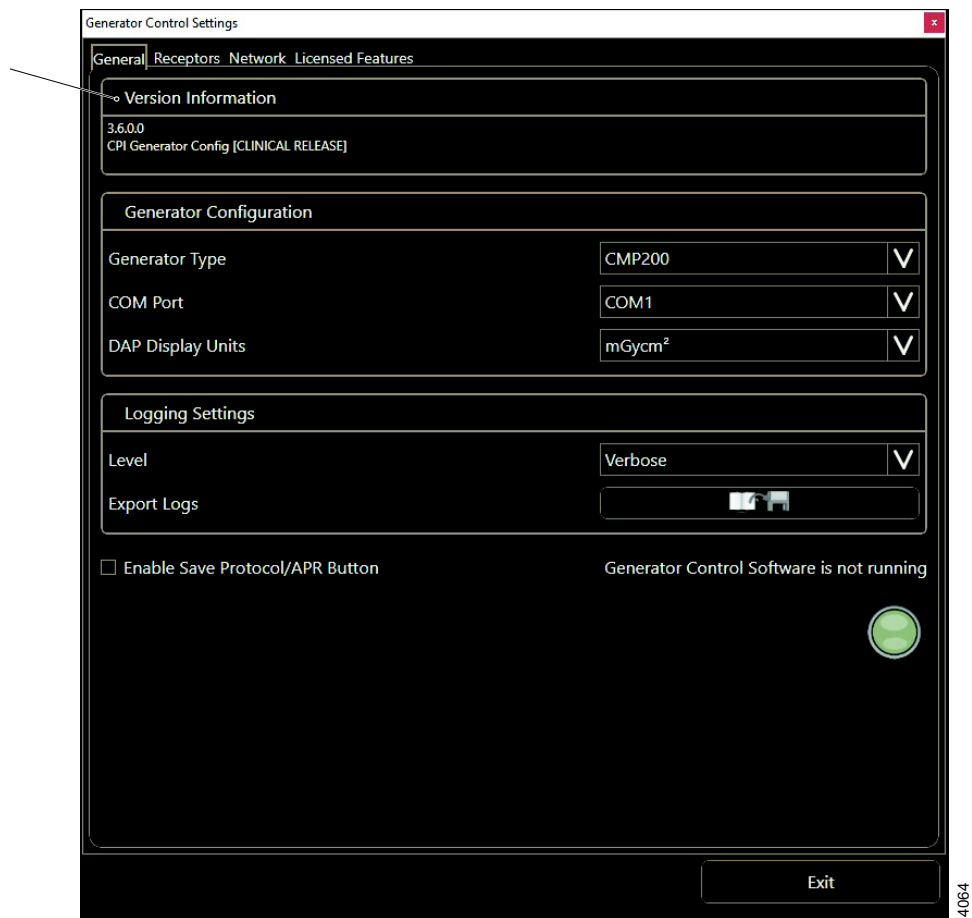 Generator Control Settings
x
General Receptors Network Licensed Features
Version Information
3.6.0.0
CPI Generator Config [CLINICAL RELEASE]
Generator Configuration
Generator Type CMP200
COM Port COM1
DAP Display Units mGycm²
Logging Settings
Level Verbose
Export Logs
Enable Save Protocol/APR Button Generator Control Software is not running
Exit
4064